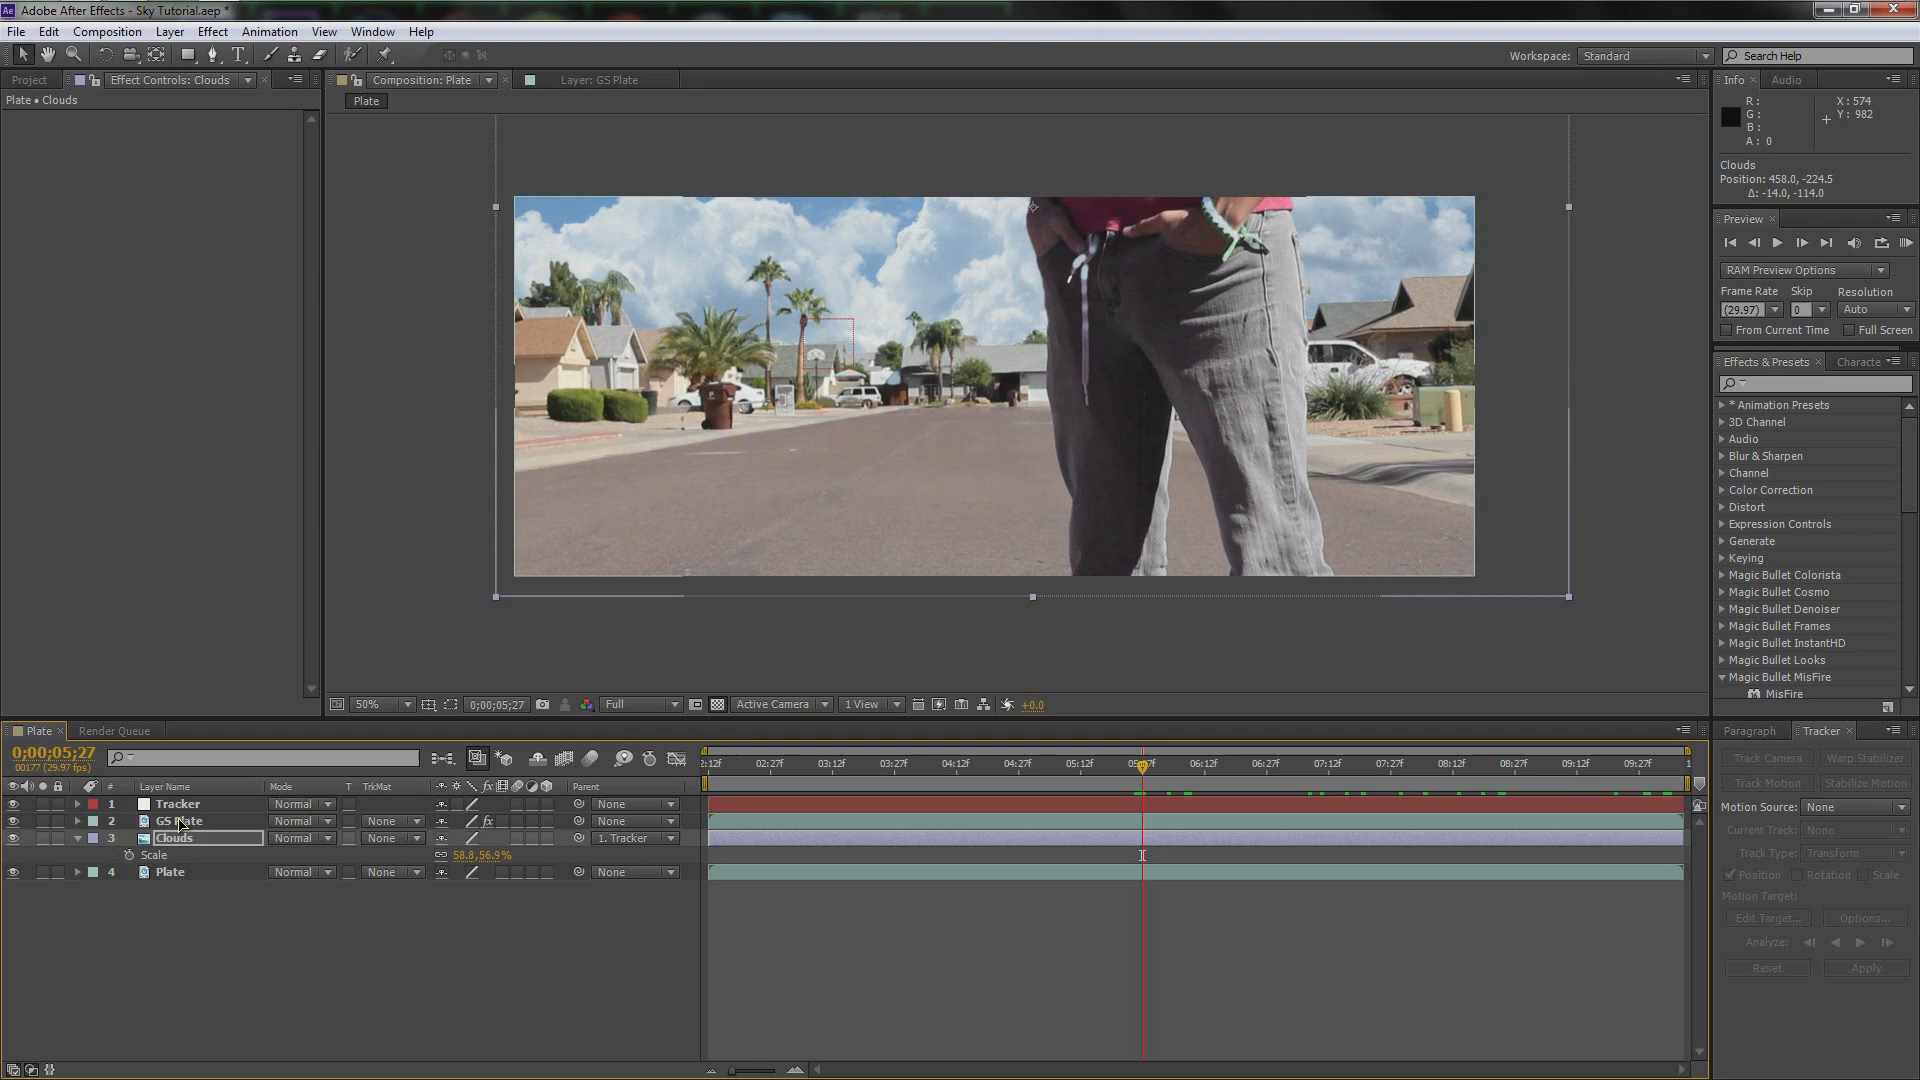 Ae Adobe After Effects - Sky Tutorial.aep *
File Edit Composition Layer Effect Animation View Window Help
Workspace: Standard Search Help
Project Effect Controls: Clouds Composition: Plate Layer: GS Plate Info Audio
Plate • Clouds
Plate
R: X: 574
G: Y: 982
B:
A: 0
Clouds
Position: 458.0, -224.5
Δ: -14.0, -114.0
Preview
RAM Preview Options
Frame Rate Skip Resolution
(29.97) 0 Auto
From Current Time Full Screen
Effects & Presets Characte
* Animation Presets
3D Channel
Audio
Blur & Sharpen
Channel
Color Correction
Distort
Expression Controls
Generate
Keying
Magic Bullet Colorista
Magic Bullet Cosmo
Magic Bullet Denoiser
Magic Bullet Frames
Magic Bullet InstantHD
Magic Bullet Looks
Magic Bullet MisFire
MisFire
50% 0;00;05;27 Full Active Camera 1 View +0.0
Plate Render Queue
0;00;05;27
00177 (29.97 fps)
:12f 02:27f 03:12f 03:27f 04:12f 04:27f 05:12f 06:12f 06:27f 07:12f 07:27f 08:12f 08:27f 09:12f 09:27f 1
# Layer Name Mode T TrkMat fx Parent
1 Tracker Normal None
2 GS Plate Normal None fx None
3 Clouds Normal None 1. Tracker
Scale 58.8,56.9%
4 Plate Normal None None
Paragraph Tracker
Track Camera Warp Stabilizer
Track Motion Stabilize Motion
Motion Source: None
Current Track: None
Track Type: Transform
Position Rotation Scale
Motion Target:
Edit Target... Options...
Analyze:
Reset Apply